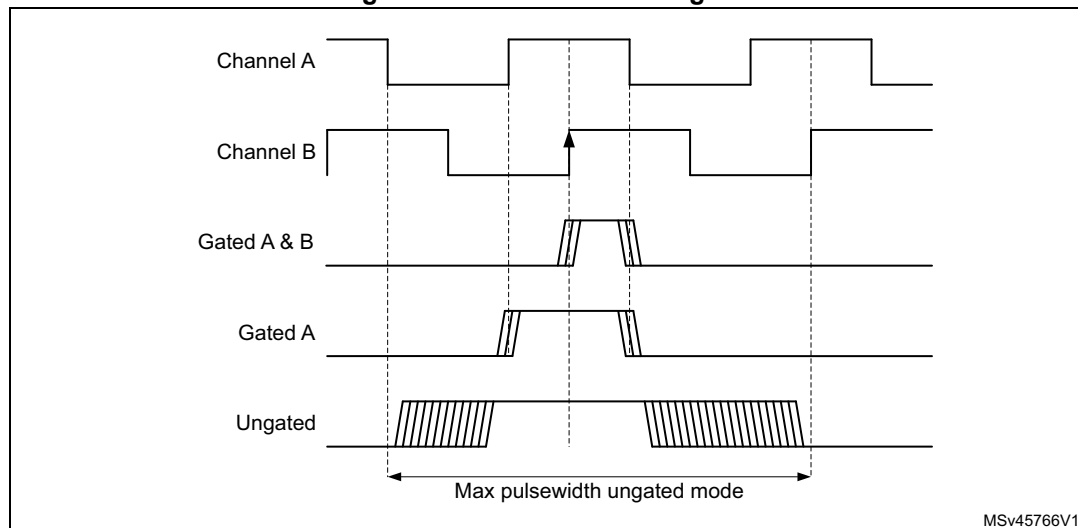 Channel A
Channel B
Gated A & B
Gated A
Ungated
Max pulsewidth ungated mode
MSv45766V1